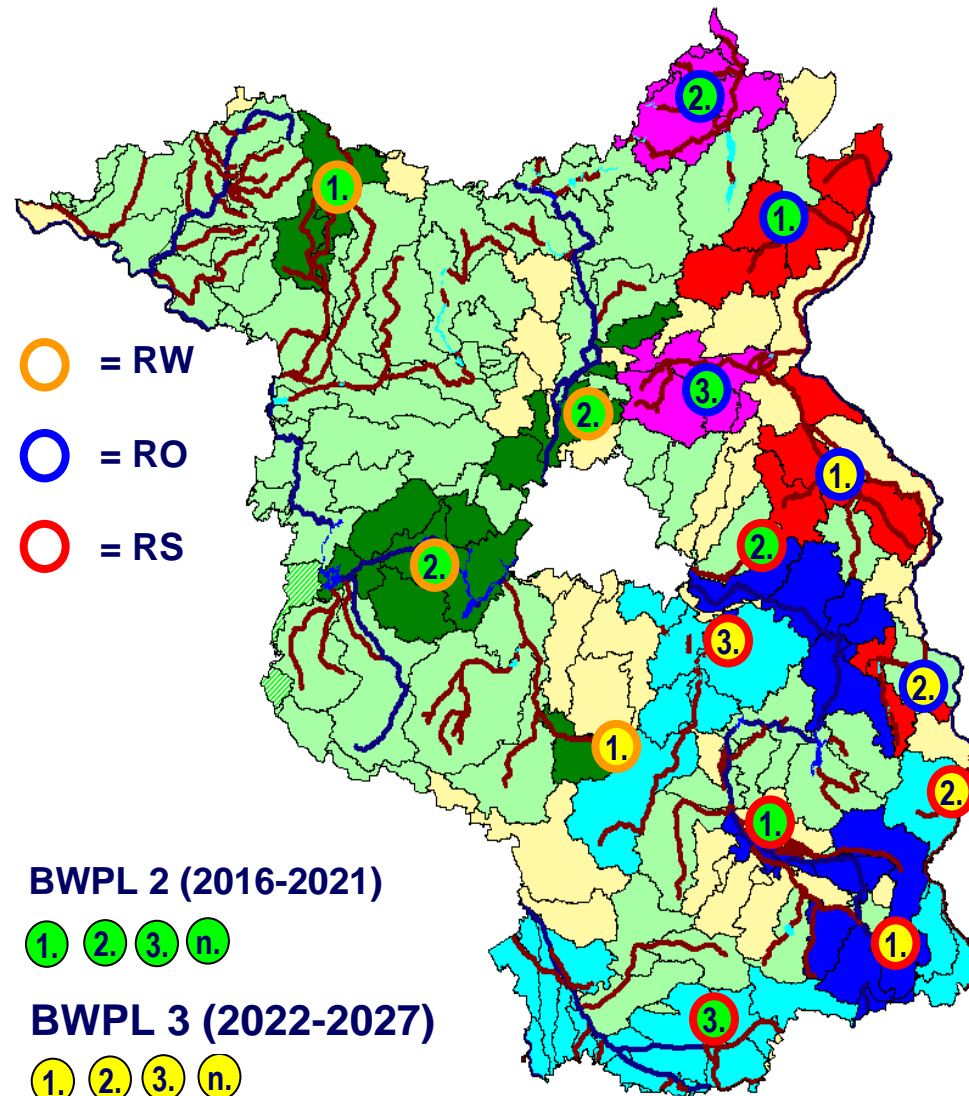 2.
1.
1.
= RW
3.
2.
= RO
1.
= RS
2.
2.
3.
2.
1.
2.
1.
BWPL 2 (2016-2021)
1. 2. 3. n.
1.
BWPL 3 (2022-2027)
3.
1. 2. 3. n.